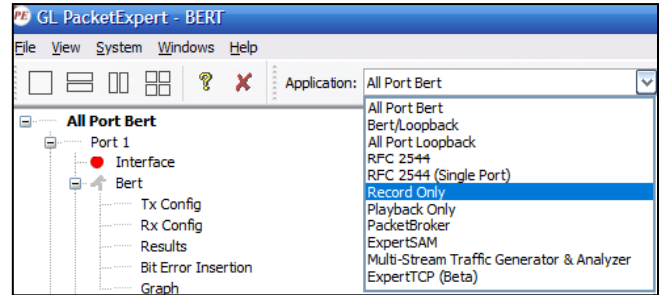 PE GL PacketExpert - BERT
File View System Windows Help
Application: All Port Bert
All Port Bert
Bert/Loopback
All Port Loopback
RFC 2544
RFC 2544 (Single Port)
Record Only
Playback Only
PacketBroker
ExpertSAM
Multi-Stream Traffic Generator & Analyzer
ExpertTCP (Beta)
All Port Bert
Port 1
Interface
Bert
Tx Config
Rx Config
Results
Bit Error Insertion
Graph